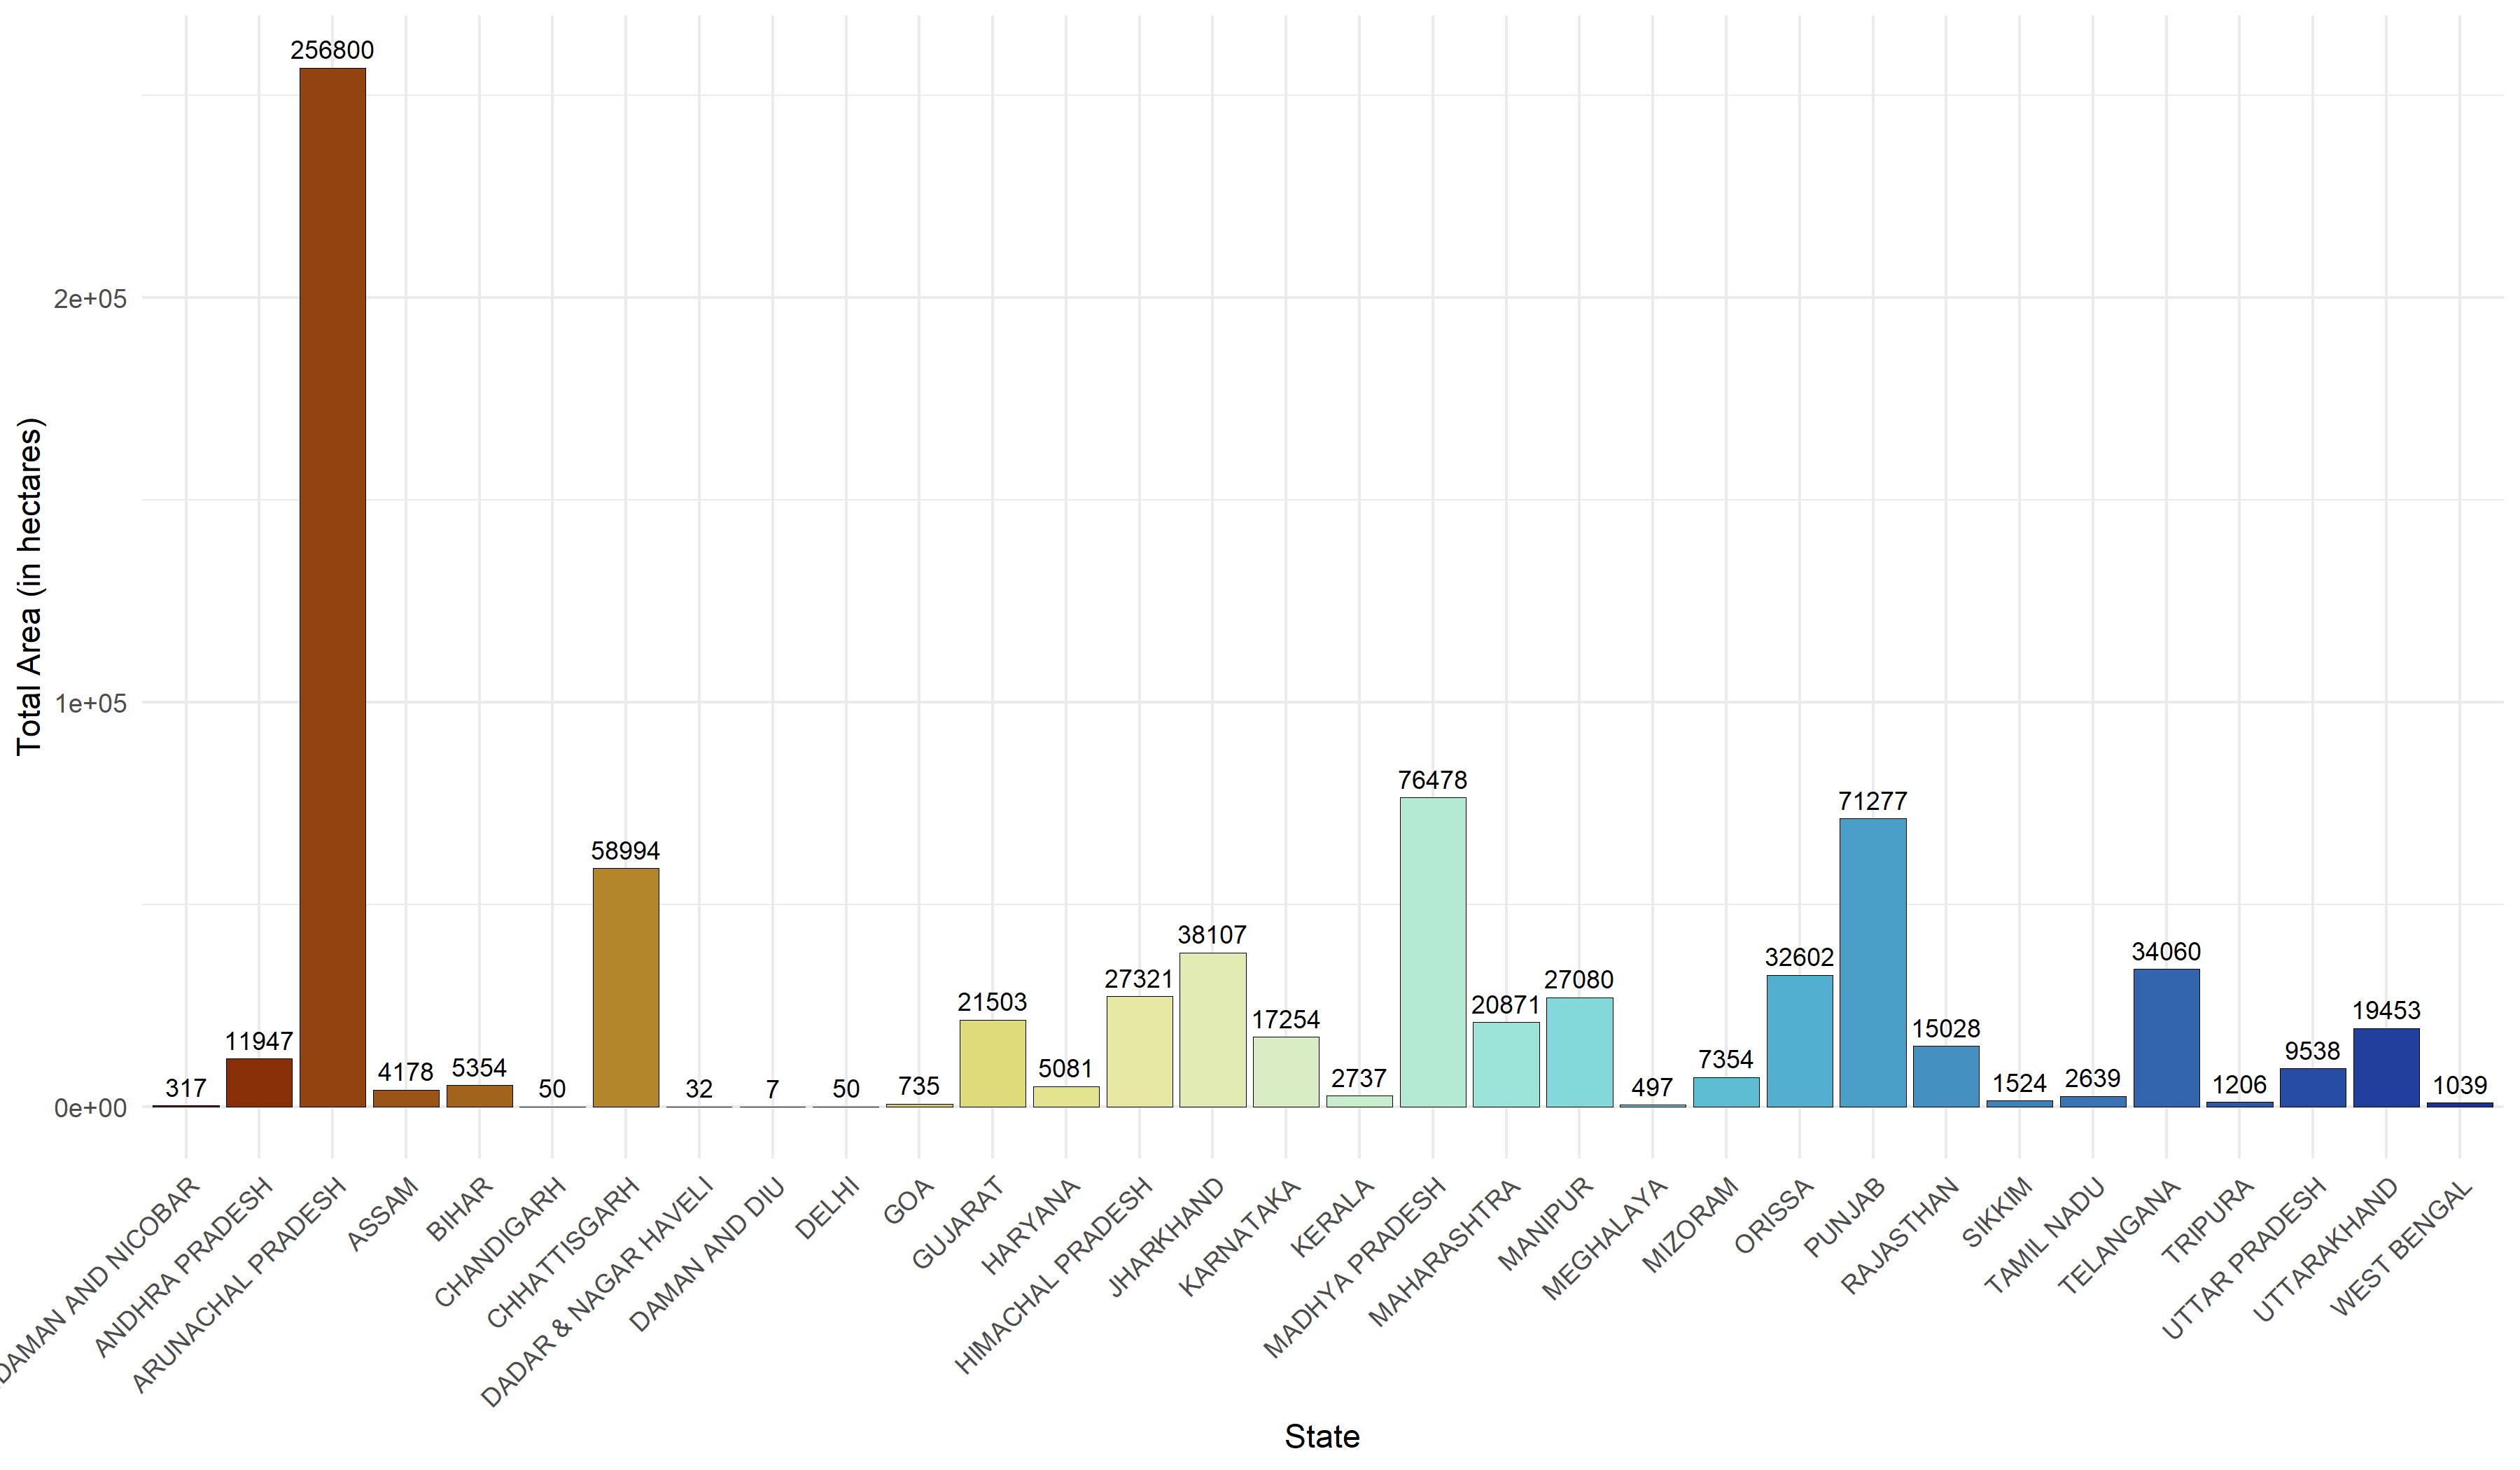 256800
2e+05
1e+05
0e+00
Total Area (in hectares)
317
11947
4178
5354
50
58994
32
7
50
735
21503
5081
27321
38107
17254
2737
76478
20871
27080
497
7354
32602
71277
15028
1524
2639
34060
1206
9538
19453
1039
DAMAN AND NICOBAR
ANDHRA PRADESH
ARUNACHAL PRADESH
ASSAM
BIHAR
CHANDIGARH
CHHATTISGARH
DADAR & NAGAR HAVELI
DAMAN AND DIU
DELHI
GOA
GUJARAT
HARYANA
HIMACHAL PRADESH
JHARKHAND
KARNATAKA
KERALA
MADHYA PRADESH
MAHARASHTRA
MANIPUR
MEGHALAYA
MIZORAM
ORISSA
PUNJAB
RAJASTHAN
SIKKIM
TAMIL NADU
TELANGANA
TRIPURA
UTTAR PRADESH
UTTARAKHAND
WEST BENGAL
State